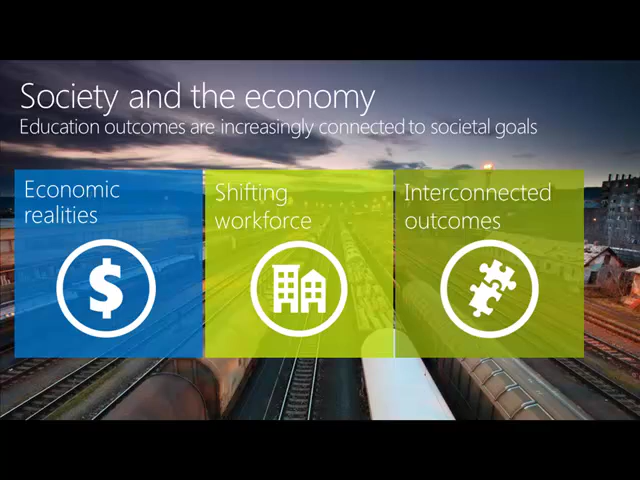 Society and the economy
Education outcomes are increasingly connected to societal goals
Economic
realities
Shifting
workforce
Interconnected
outcomes
$